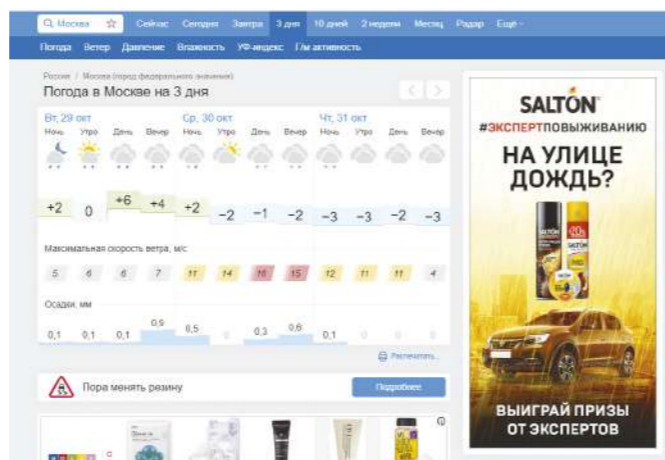 Москва Сейчас Сегодня Завтра 3 дня 10 дней 2 недели Месяц Радар Ещё
Погода Ветер Давление Влажность УФ-индекс Г/м активность
Россия / Москва (город федерального значения)
Погода в Москве на 3 дня
Вт, 29 окт Ср, 30 окт Чт, 31 окт
Ночь Утро День Вечер Ночь Утро День Вечер Ночь Утро День Вечер
+2 0 +6 +4 +2 −2 −1 −2 −3 −3 −2 −3
Максимальная скорость ветра, м/с
5 6 6 7 11 14 16 15 12 11 11 4
Осадки, мм
0,1 0,1 0,1 0,9 0,5 0 0,3 0,6 0,1 0 0 0
Распечатать...
Пора менять резину
Подробнее
SALTON
#ЭКСПЕРТПОВЫЖИВАНИЮ
НА УЛИЦЕ
ДОЖДЬ?
SALTON
+20%
SALTON
SALTON
ВЫИГРАЙ ПРИЗЫ
ОТ ЭКСПЕРТОВ